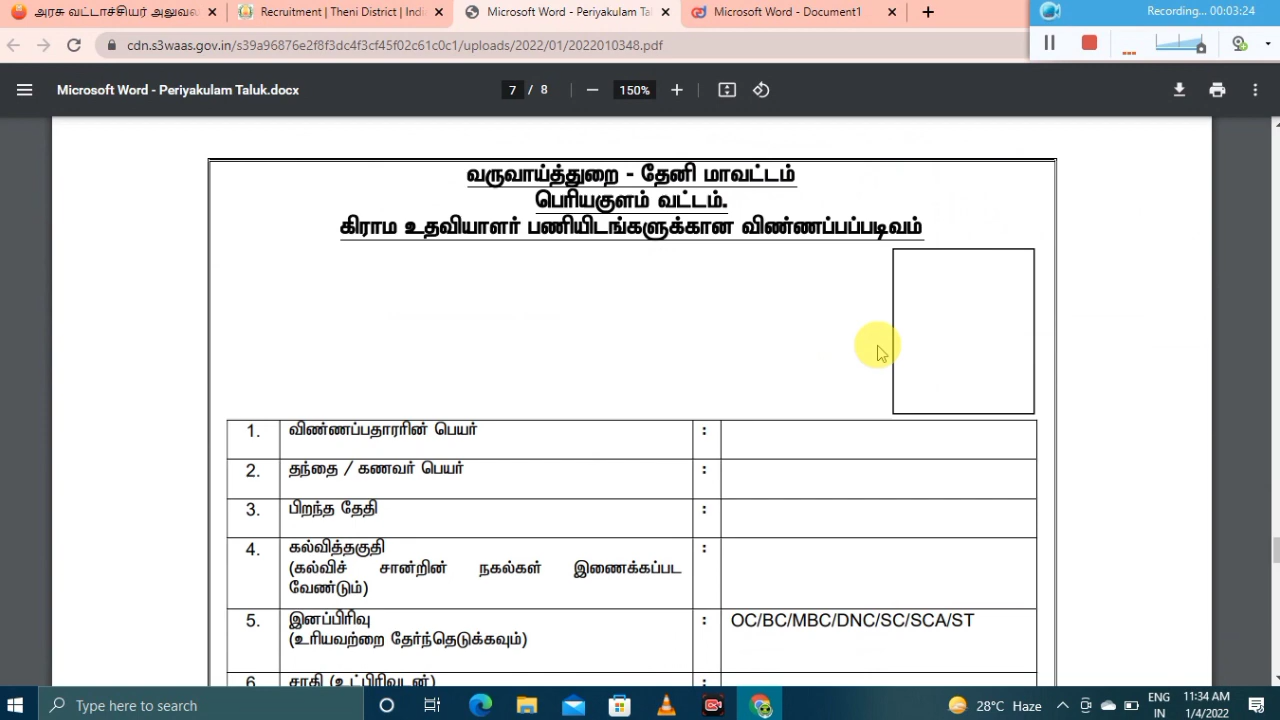 அரசு வட்டாச்சியர் அலுவல
Recruitment | Theni District | Indi
Microsoft Word - Periyakulam Tal
Microsoft Word - Document1
Recording... 00:03:24
cdn.s3waas.gov.in/s39a96876e2f8f3dc4f3cf45f02c61c0c1/uploads/2022/01/2022010348.pdf
Microsoft Word - Periyakulam Taluk.docx
7 / 8
150%
வருவாய்த்துறை - தேனி மாவட்டம்
பெரியகுளம் வட்டம்.
கிராம உதவியாளர் பணியிடங்களுக்கான விண்ணப்பப்படிவம்
1. விண்ணப்பதாரரின் பெயர் :
2. தந்தை / கணவர் பெயர் :
3. பிறந்த தேதி :
4. கல்வித்தகுதி :
(கல்விச் சான்றின் நகல்கள் இணைக்கப்பட
வேண்டும்)
5. இனப்பிரிவு : OC/BC/MBC/DNC/SC/SCA/ST
(உரியவற்றை தேர்ந்தெடுக்கவும்)
6. சாதி (உட்பிரிவுடன்) :
Type here to search
28°C Haze
ENG
IN
11:34 AM
1/4/2022